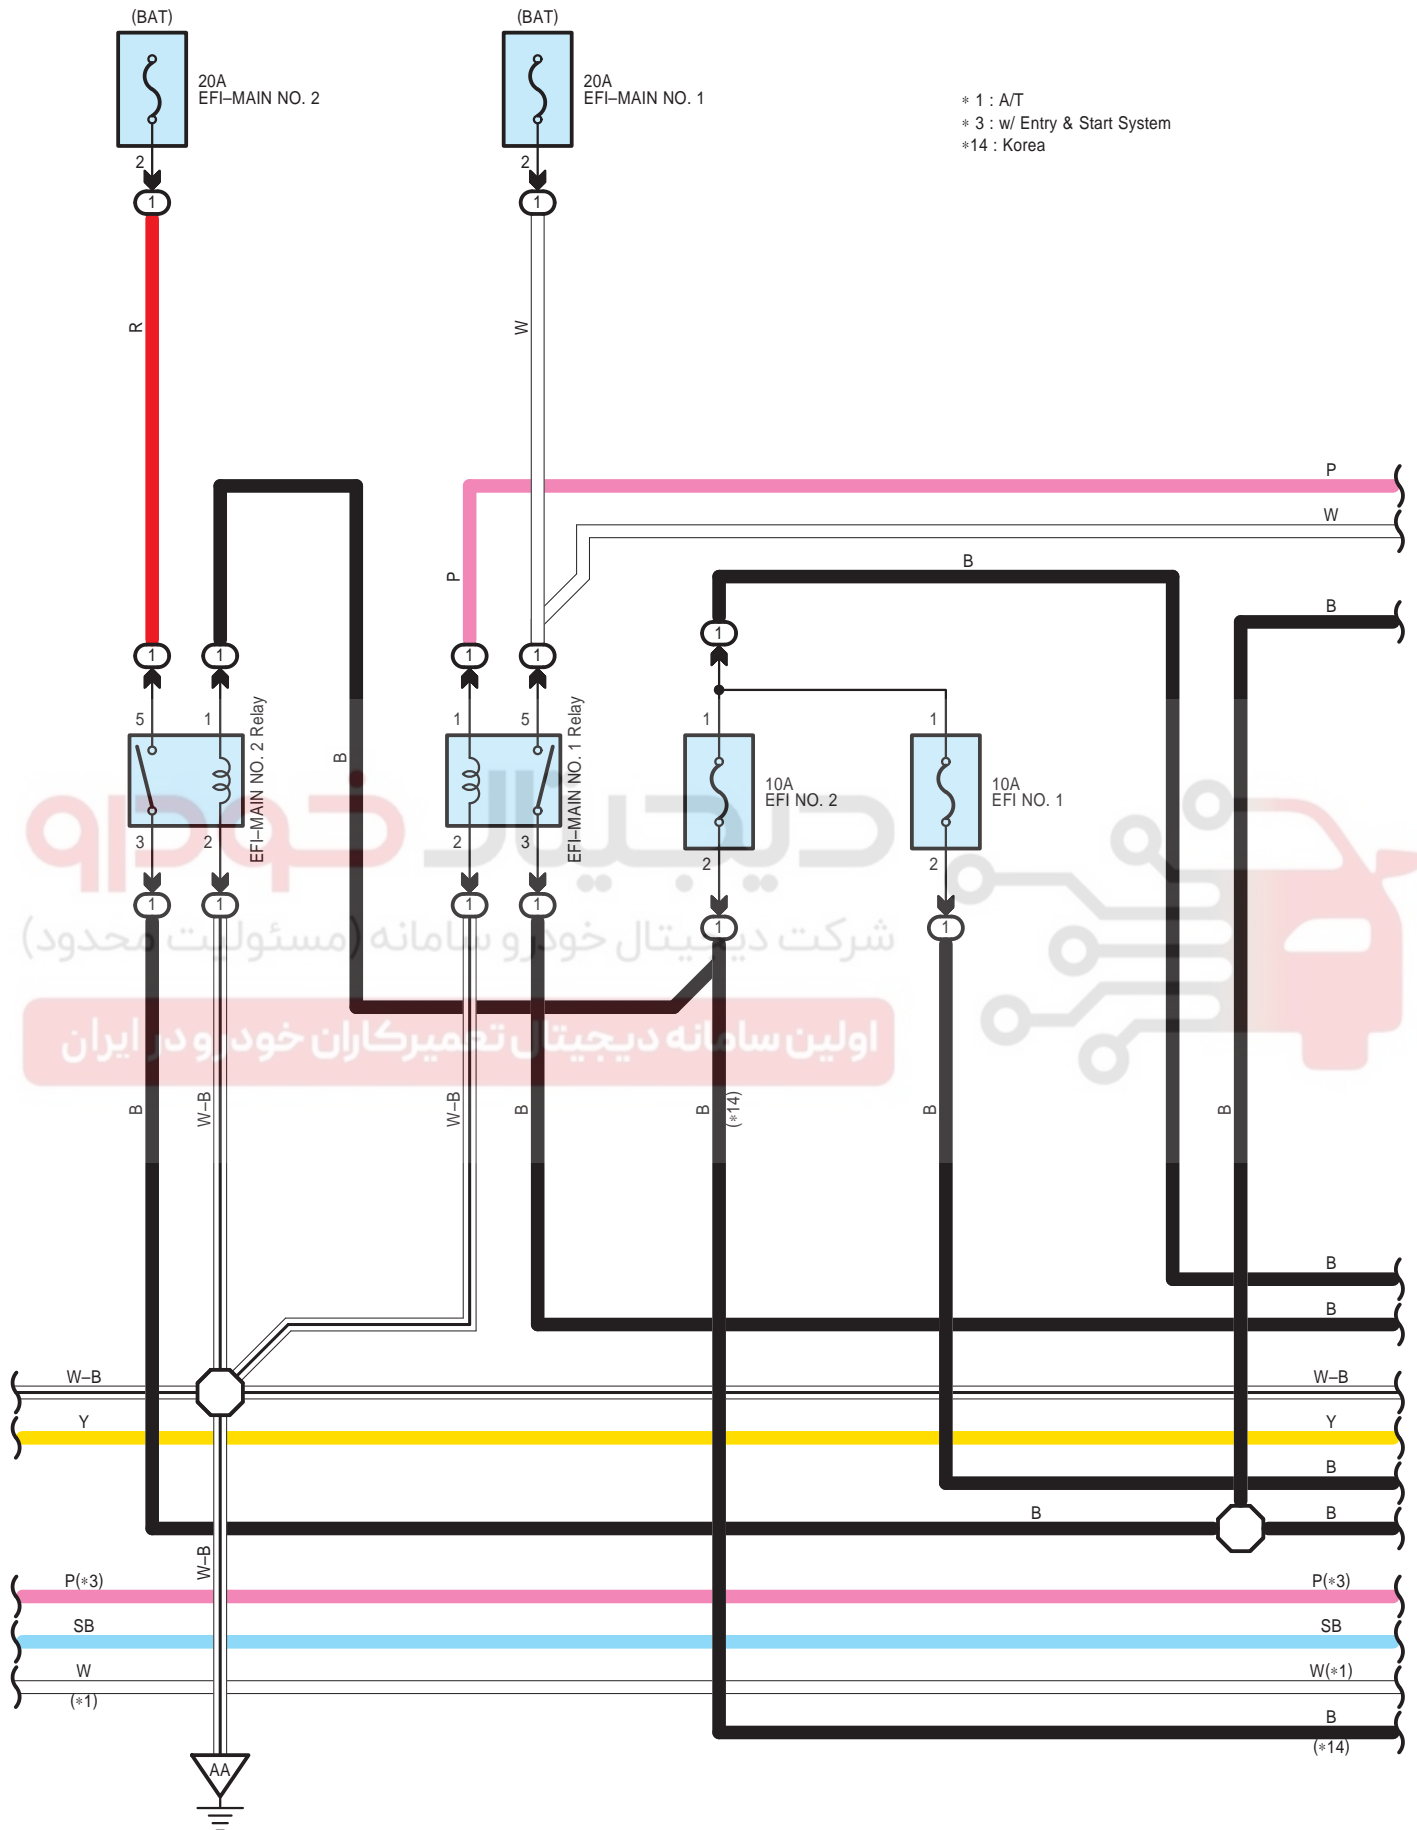 (BAT)
(BAT)
20A
EFI–MAIN NO. 2
20A
EFI–MAIN NO. 1
∗ 1 : A/T
∗ 3 : w/ Entry & Start System
∗14 : Korea
2
2
1
1
R
W
P
W
B
P
B
1
1
1
1
1
5
1
EFI–MAIN NO. 2 Relay
B
1
5
EFI–MAIN NO. 1 Relay
1
1
10A
EFI NO. 2
10A
EFI NO. 1
دیجیتال خودرو
3
2
2
3
2
2
1
1
1
1
1
1
شرکت دیجیتال خودرو سامانه (مسئولیت محدود)
اولین سامانه دیجیتال تعمیرکاران خودرو در ایران
B
W–B
W–B
B
B
(∗14)
B
B
B
B
W–B
W–B
Y
Y
B
B
B
W–B
P(∗3)
P(∗3)
SB
SB
W
(∗1)
W(∗1)
B
(∗14)
AA